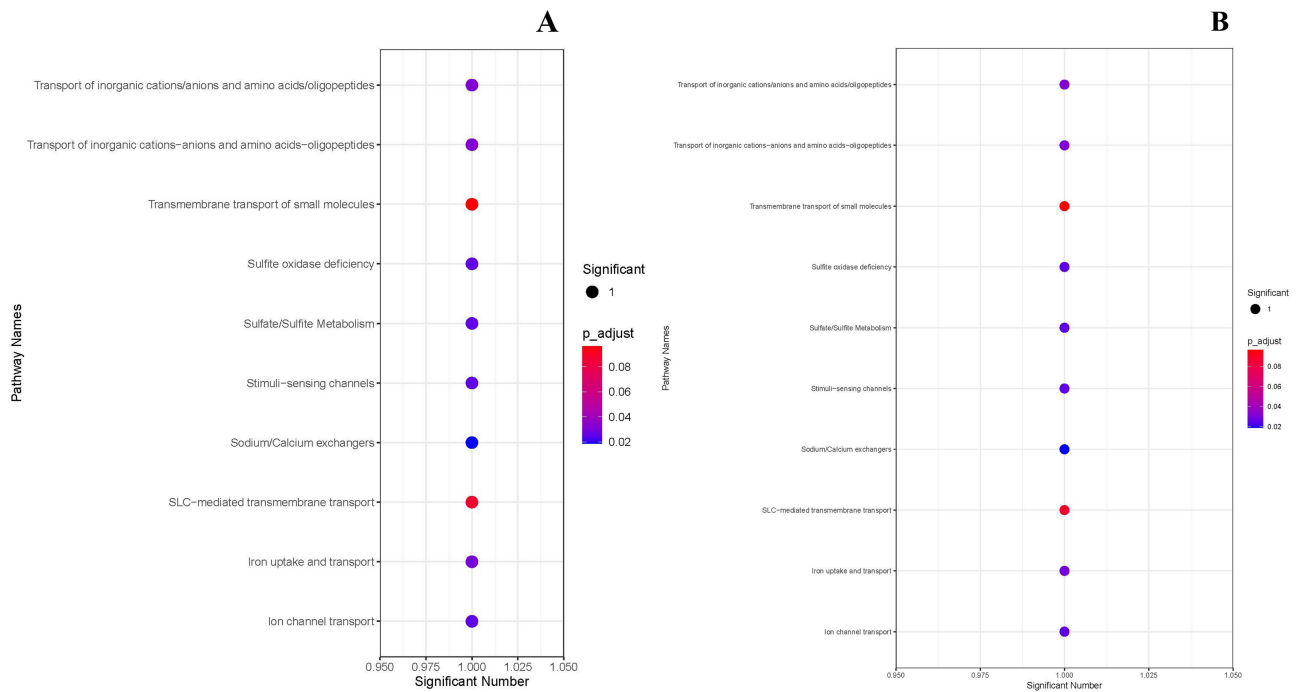 A
Transport of inorganic cations/anions and amino acids/oligopeptides
Transport of inorganic cations−anions and amino acids−oligopeptides
Transmembrane transport of small molecules
Sulfite oxidase deficiency
Sulfate/Sulfite Metabolism
Stimuli−sensing channels
Sodium/Calcium exchangers
SLC−mediated transmembrane transport
Iron uptake and transport
Ion channel transport
Pathway Names
0.950 0.975 1.000 1.025 1.050
Significant Number
Significant
1
p_adjust
0.08
0.06
0.04
0.02
B
Transport of inorganic cations/anions and amino acids/oligopeptides
Transport of inorganic cations−anions and amino acids−oligopeptides
Transmembrane transport of small molecules
Sulfite oxidase deficiency
Sulfate/Sulfite Metabolism
Stimuli−sensing channels
Sodium/Calcium exchangers
SLC−mediated transmembrane transport
Iron uptake and transport
Ion channel transport
Pathway Names
0.950 0.975 1.000 1.025 1.050
Significant Number
Significant
1
p_adjust
0.08
0.06
0.04
0.02